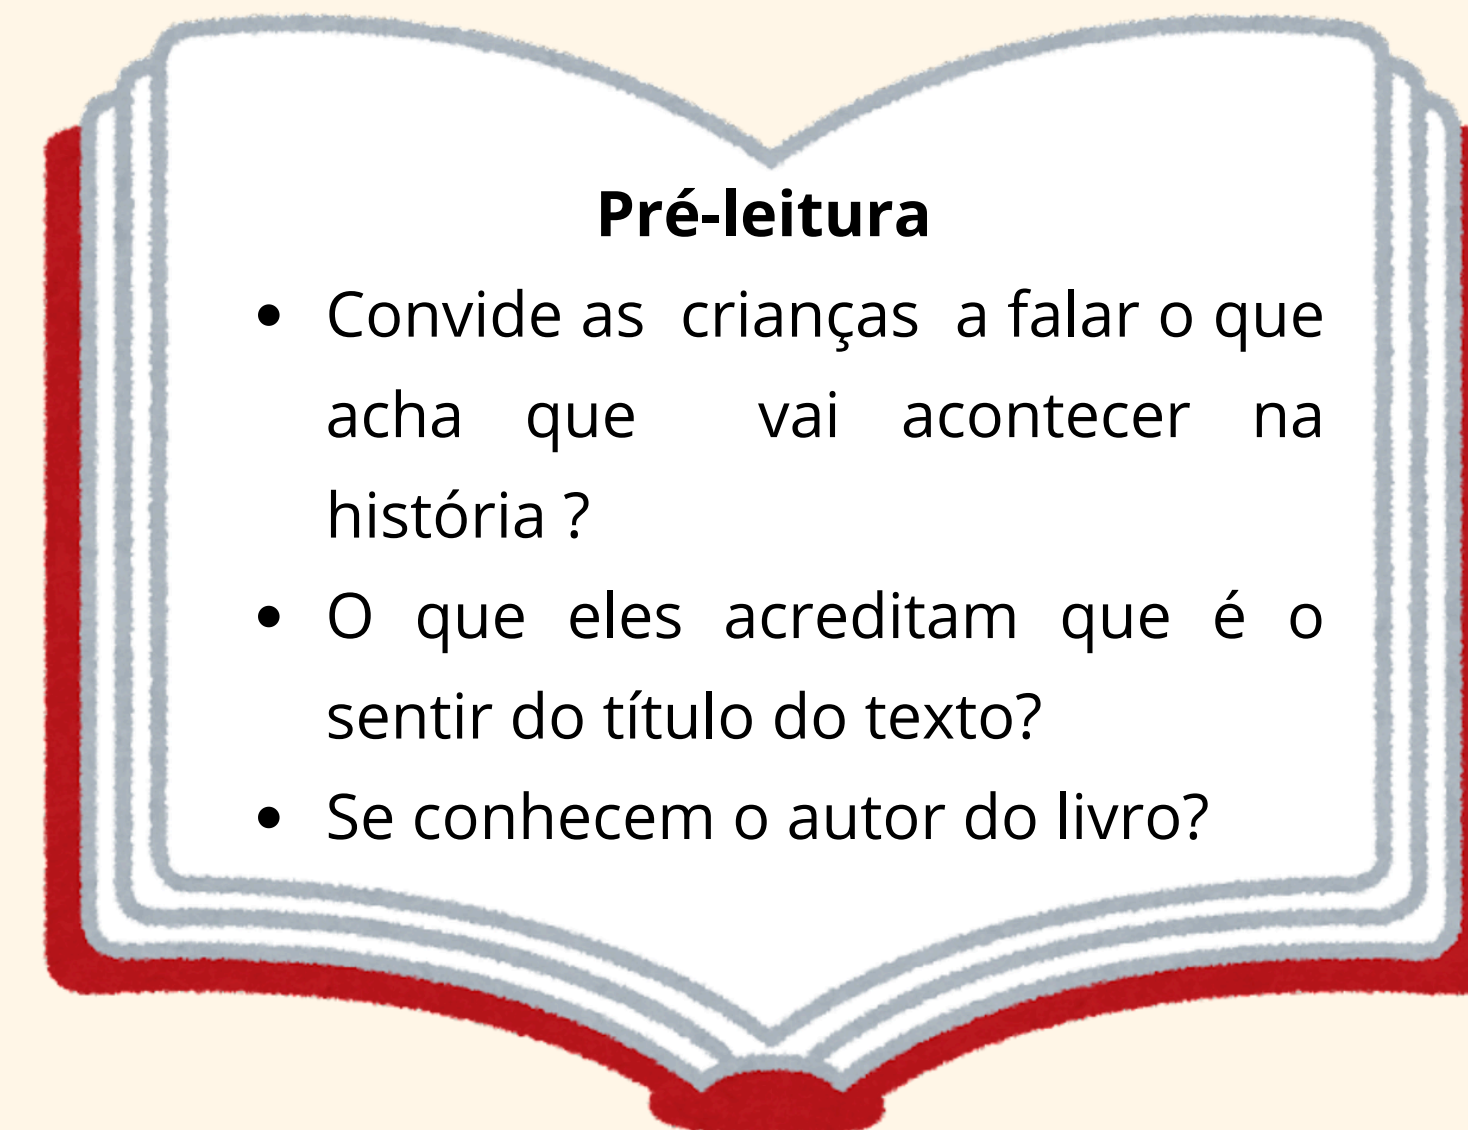 Pré-leitura
• Convide as crianças a falar o que
acha que vai acontecer na
história ?
• O que eles acreditam que é o
sentir do título do texto?
• Se conhecem o autor do livro?